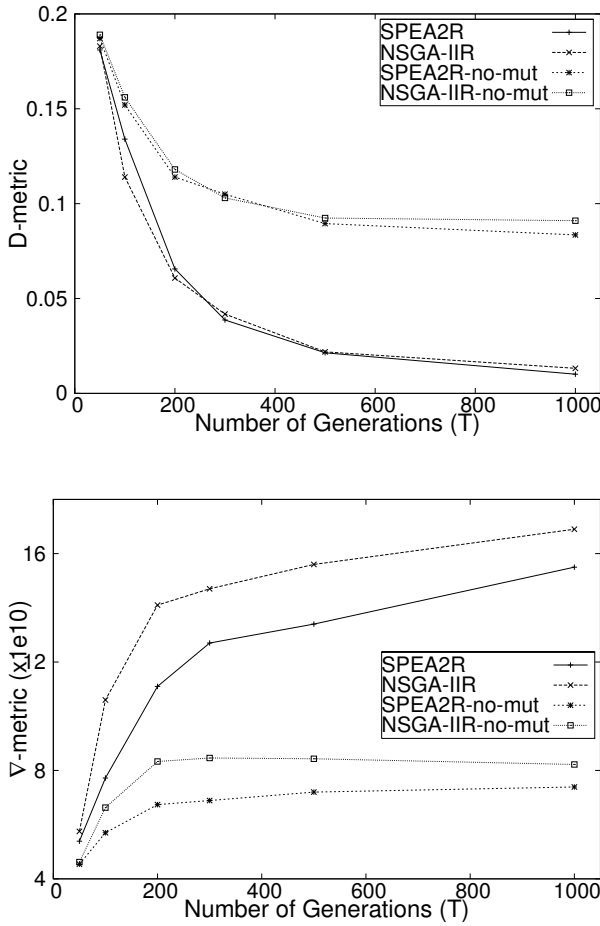 0.2
0.15
0.1
0.05
0
D-metric
SPEA2R
NSGA-IIR
SPEA2R-no-mut
NSGA-IIR-no-mut
0 200 400 600 800 1000
Number of Generations (T)
16
12
8
4
∇-metric (x1e10)
SPEA2R
NSGA-IIR
SPEA2R-no-mut
NSGA-IIR-no-mut
0 200 400 600 800 1000
Number of Generations (T)